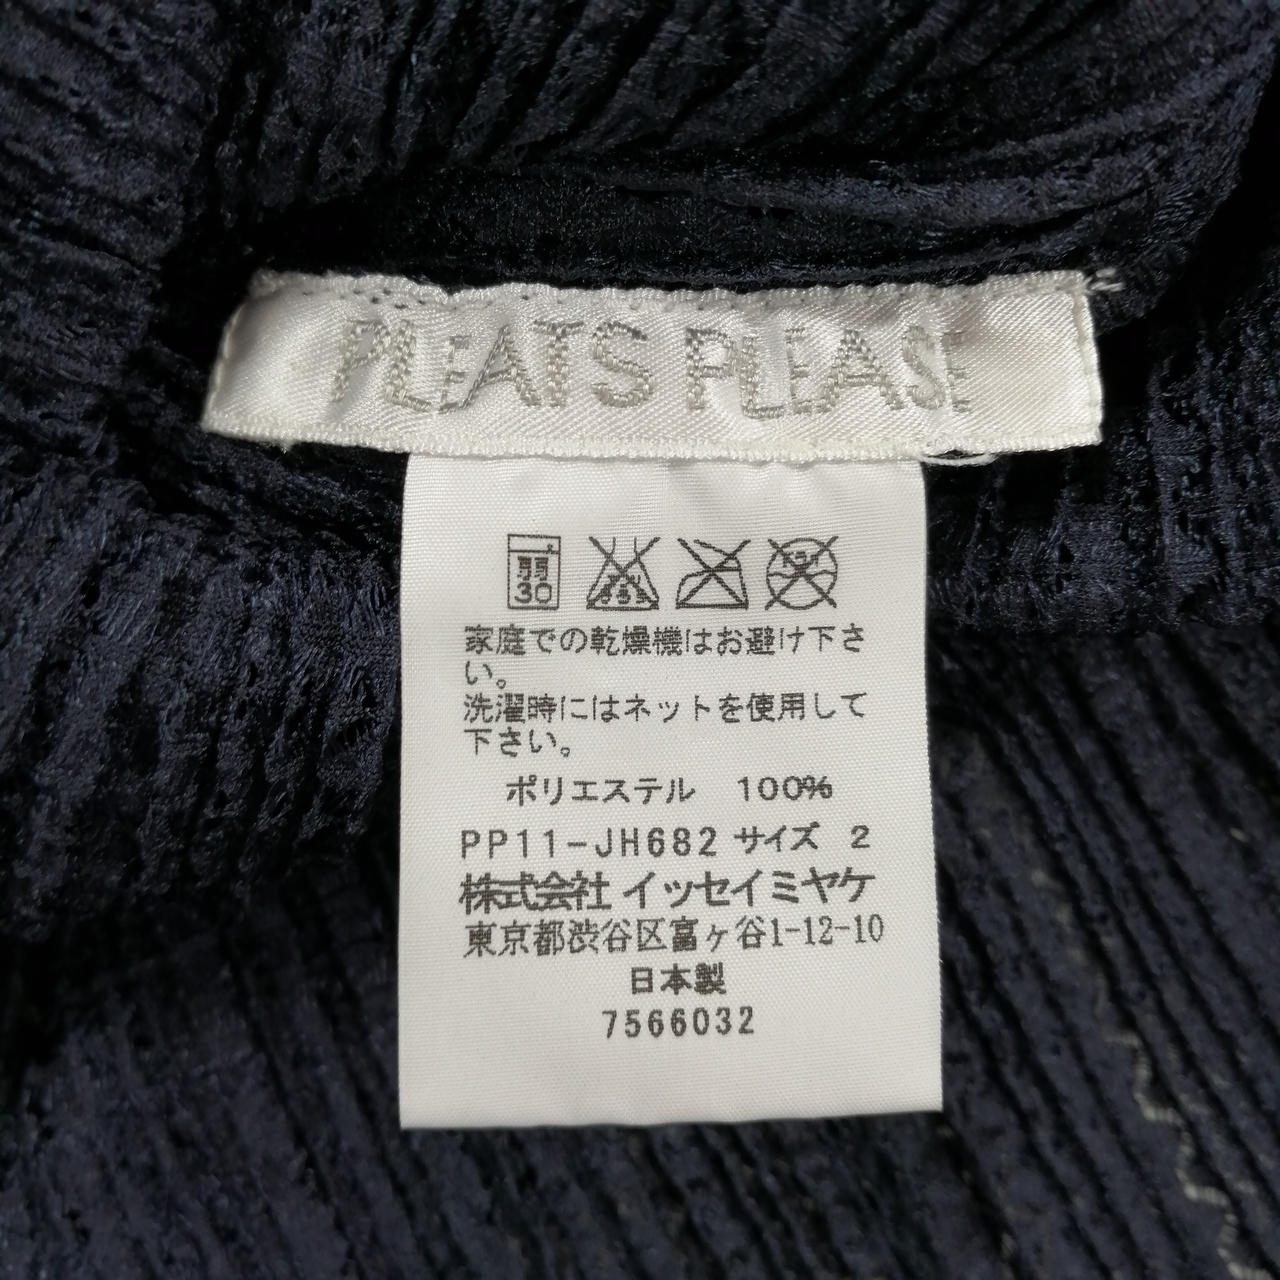 PLEATS PLEASE
弱
30
家庭での乾燥機はお避け下さ
い。
洗濯時にはネットを使用して
下さい。
ポリエステル 100%
PP11-JH682 サイズ 2
株式会社 イッセイミヤケ
東京都渋谷区富ヶ谷1-12-10
日本製
7566032